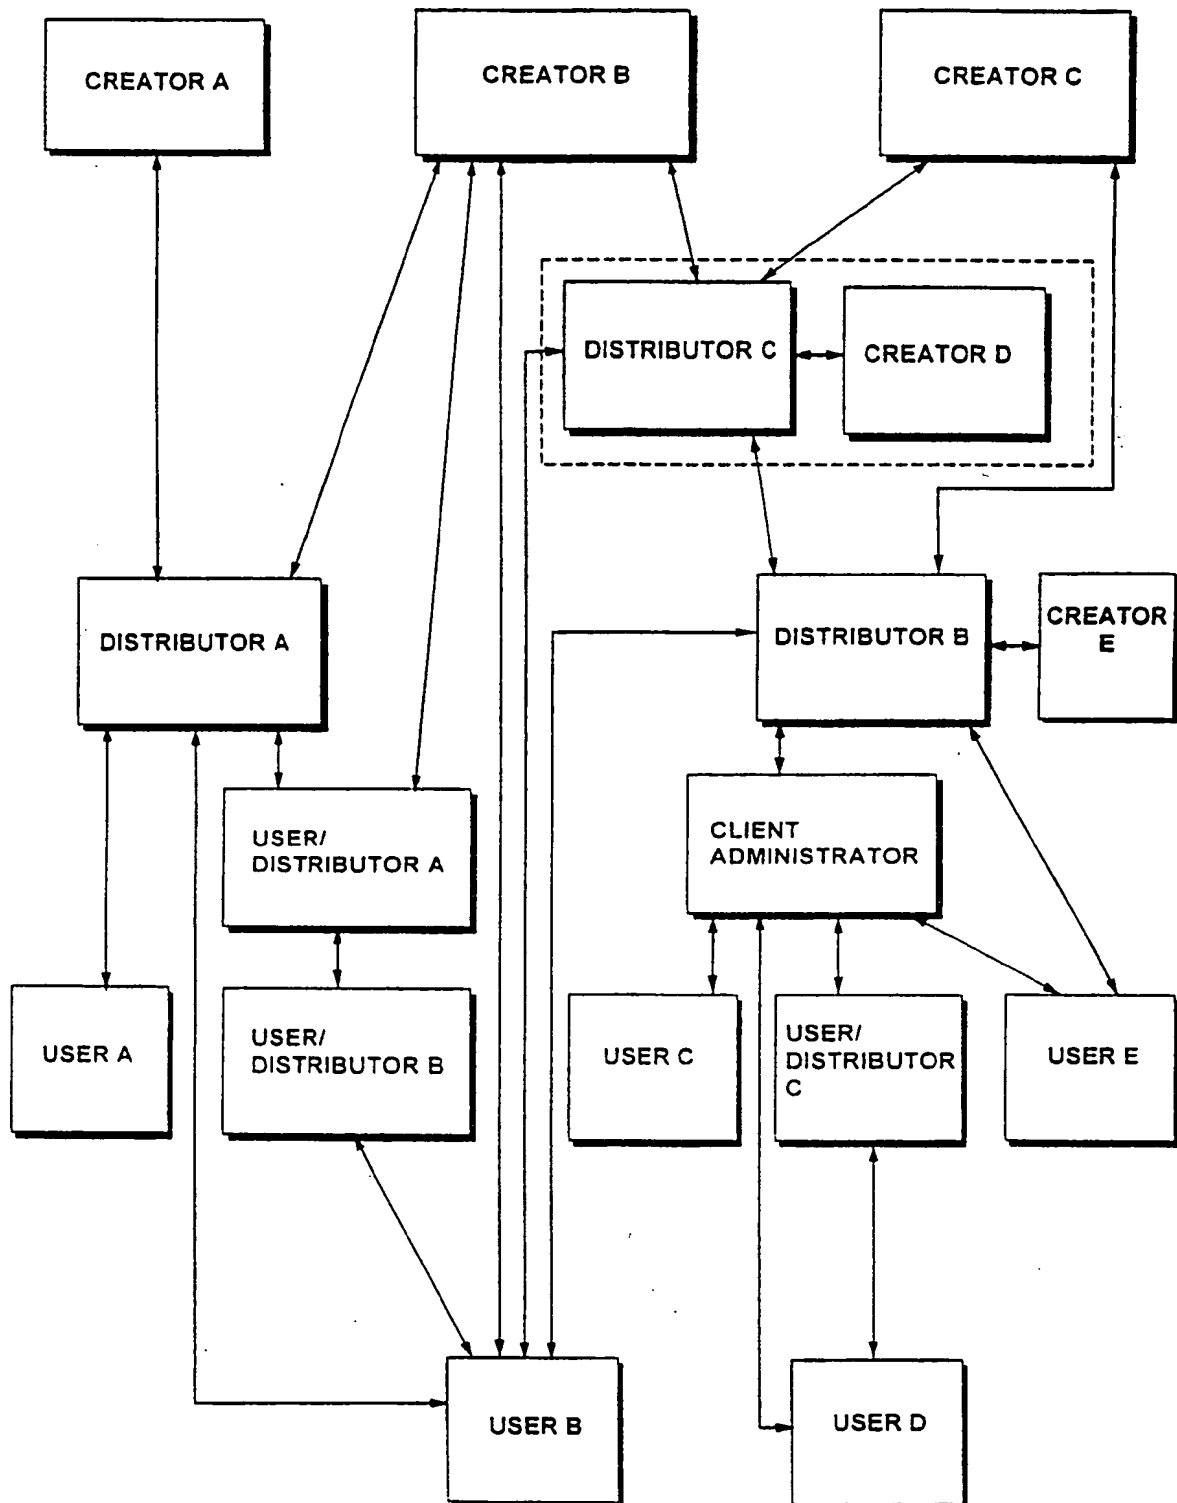 CREATOR A
CREATOR B
CREATOR C
DISTRIBUTOR C
CREATOR D
DISTRIBUTOR A
DISTRIBUTOR B
CREATOR
E
USER/
DISTRIBUTOR A
CLIENT
ADMINISTRATOR
USER A
USER/
DISTRIBUTOR B
USER C
USER/
DISTRIBUTOR
C
USER E
USER B
USER D